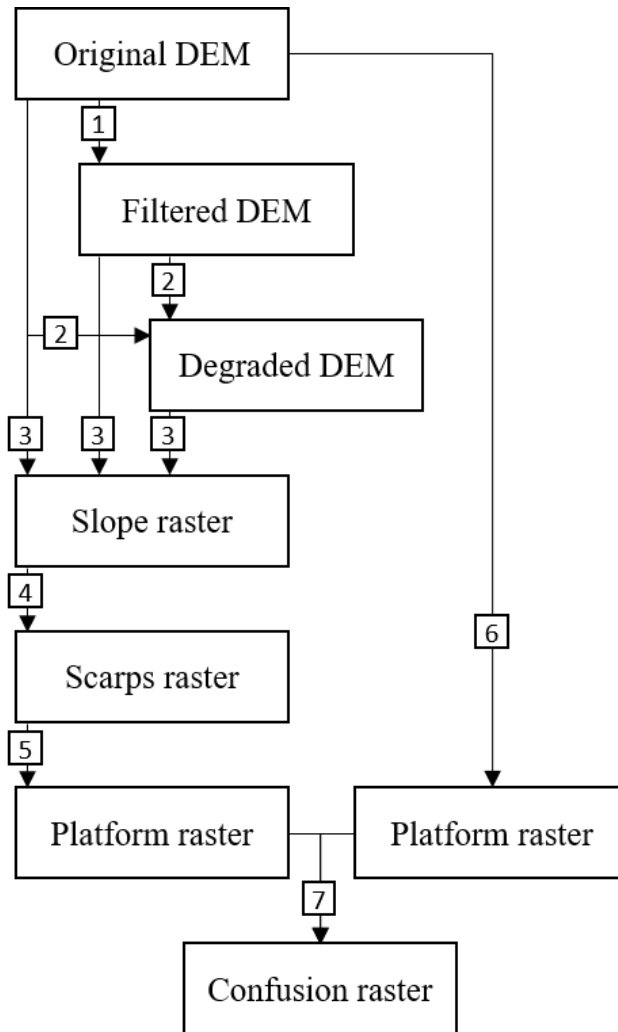 Original DEM
1
Filtered DEM
2
2
Degraded DEM
3
3
3
Slope raster
4
6
Scarps raster
5
Platform raster
Platform raster
7
Confusion raster